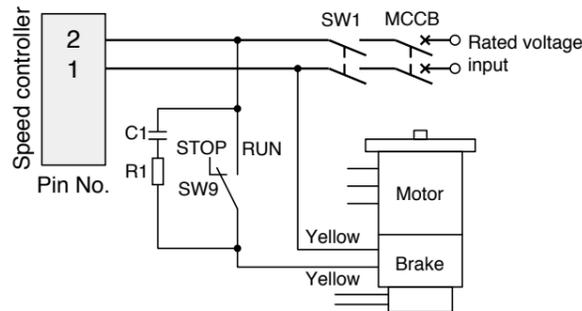 SW1 MCCB
Speed controller
2
1
Rated voltage
input
Pin No.
C1
R1
STOP
RUN
SW9
Motor
Yellow
Brake
Yellow